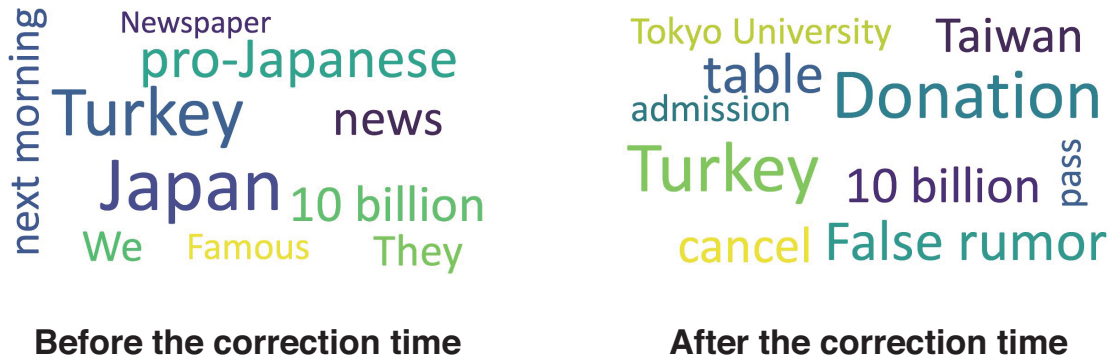 next morning
Newspaper
pro-Japanese
Turkey
news
Japan
10 billion
We
Famous
They
Before the correction time
Tokyo University
Taiwan
table
Donation
admission
Turkey
10 billion
pass
cancel
False rumor
After the correction time